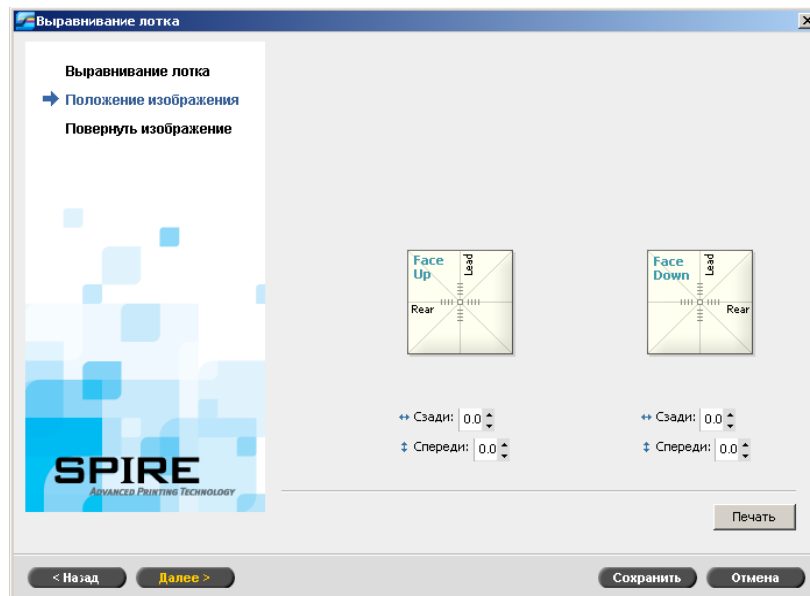 Выравнивание лотка
Выравнивание лотка
Положение изображения
Повернуть изображение
SPIRE
ADVANCED PRINTING TECHNOLOGY
Face Up
Lead
Rear
Face Down
Lead
Rear
Сзади: 0.0
Спереди: 0.0
Сзади: 0.0
Спереди: 0.0
Печать
< Назад
Далее >
Сохранить
Отмена